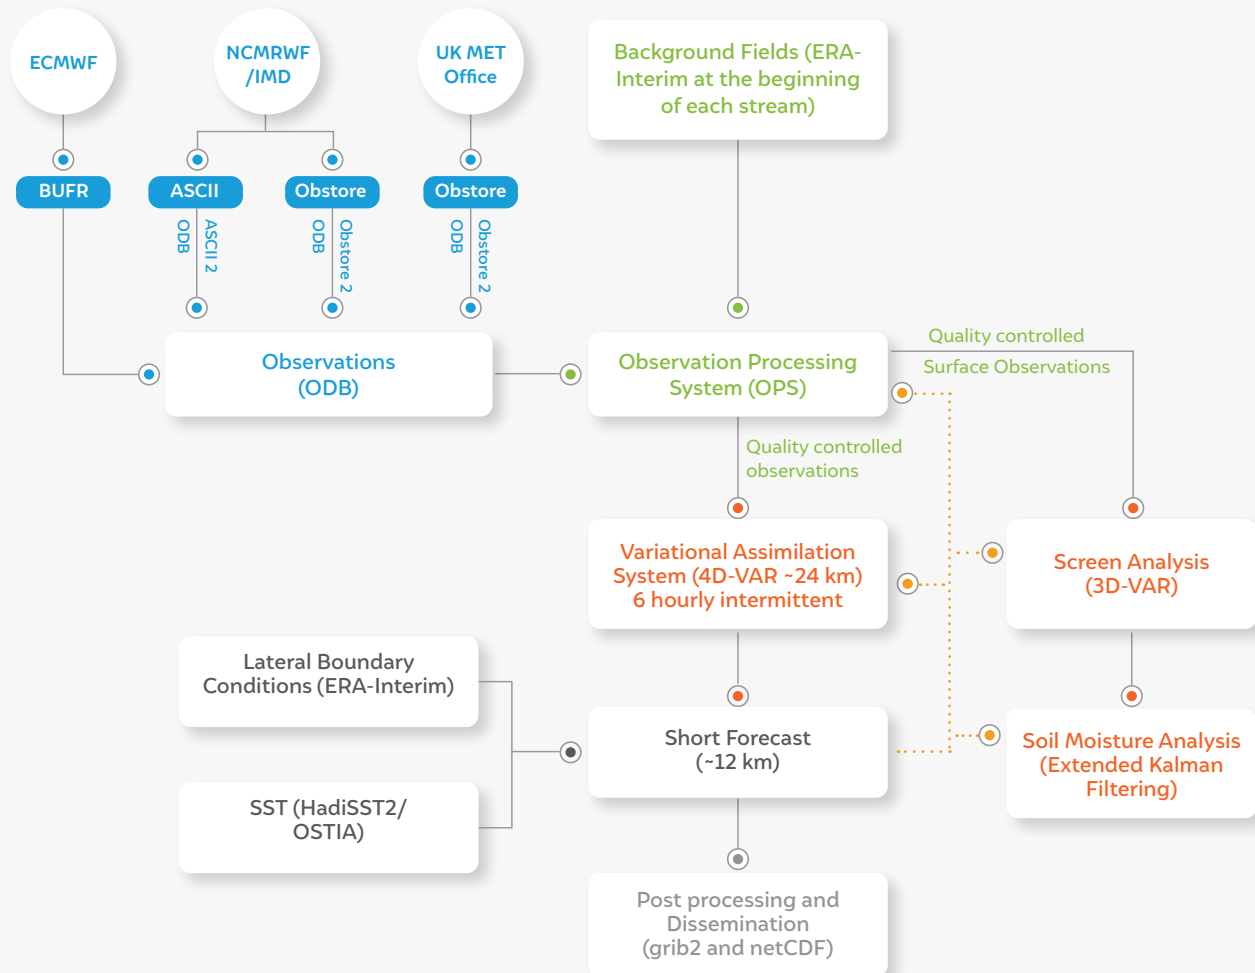 ECMWF
NCMRWF
/IMD
UK MET
Office
Background Fields (ERA-
Interim at the beginning
of each stream)
BUFR
ASCII
Obstore
Obstore
ASCII 2
ODB
Obstore 2
ODB
Obstore 2
ODB
Observations
(ODB)
Observation Processing
System (OPS)
Quality controlled
Surface Observations
Quality controlled
observations
Variational Assimilation
System (4D-VAR ~24 km)
6 hourly intermittent
Screen Analysis
(3D-VAR)
Lateral Boundary
Conditions (ERA-Interim)
Short Forecast
(~12 km)
Soil Moisture Analysis
(Extended Kalman
Filtering)
SST (HadiSST2/
OSTIA)
Post processing and
Dissemination
(grib2 and netCDF)